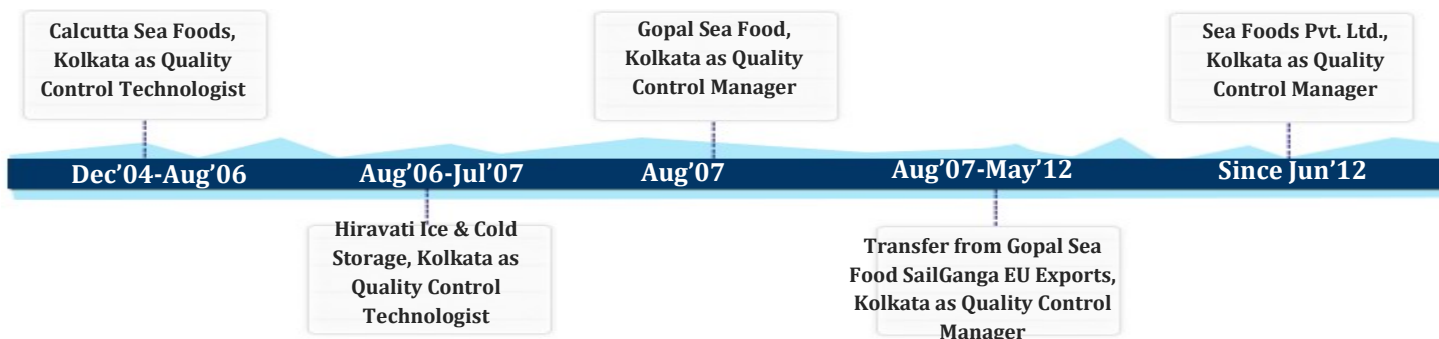 Calcutta Sea Foods,
Kolkata as Quality
Control Technologist
Gopal Sea Food,
Kolkata as Quality
Control Manager
Sea Foods Pvt. Ltd.,
Kolkata as Quality
Control Manager
Dec’04-Aug’06
Aug’06-Jul’07
Aug’07
Aug’07-May’12
Since Jun’12
Hiravati Ice & Cold
Storage, Kolkata as
Quality Control
Technologist
Transfer from Gopal Sea
Food SailGanga EU Exports,
Kolkata as Quality Control
Manager